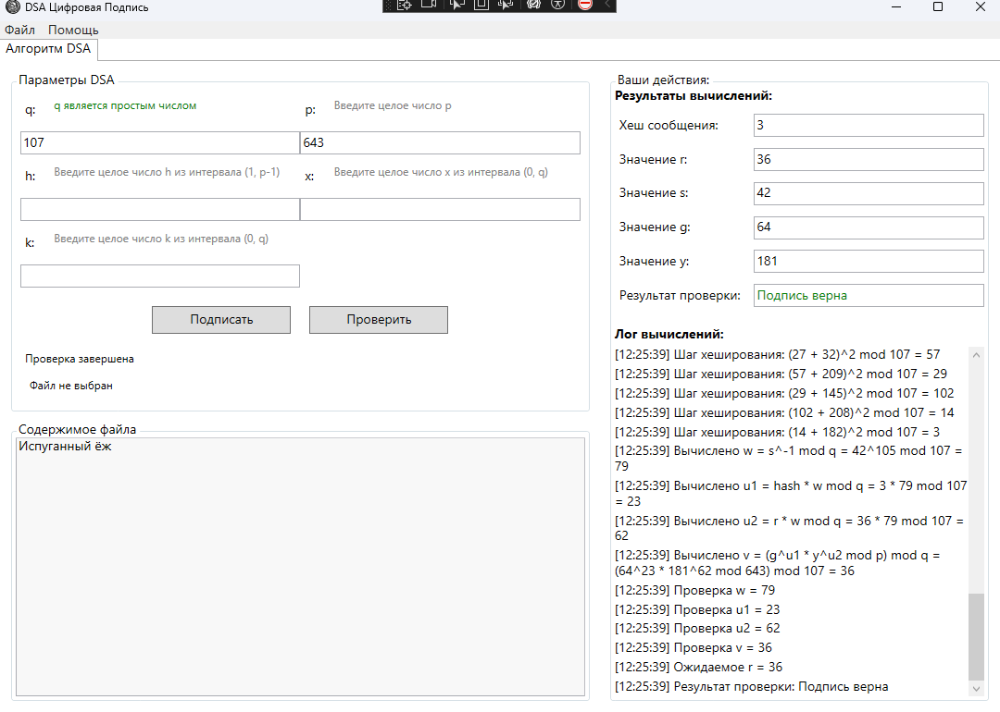 DSA Цифровая Подпись
Файл Помощь
Алгоритм DSA
Параметры DSA
q: q является простым числом
p: Введите целое число p
107
643
h: Введите целое число h из интервала (1, p-1)
x: Введите целое число x из интервала (0, q)
k: Введите целое число k из интервала (0, q)
Подписать
Проверить
Проверка завершена
Файл не выбран
Содержимое файла
Испуганный ёж
Ваши действия:
Результаты вычислений:
Хеш сообщения: 3
Значение r: 36
Значение s: 42
Значение g: 64
Значение y: 181
Результат проверки: Подпись верна
Лог вычислений:
[12:25:39] Шаг хеширования: (27 + 32)^2 mod 107 = 57
[12:25:39] Шаг хеширования: (57 + 209)^2 mod 107 = 29
[12:25:39] Шаг хеширования: (29 + 145)^2 mod 107 = 102
[12:25:39] Шаг хеширования: (102 + 208)^2 mod 107 = 14
[12:25:39] Шаг хеширования: (14 + 182)^2 mod 107 = 3
[12:25:39] Вычислено w = s^-1 mod q = 42^105 mod 107 =
79
[12:25:39] Вычислено u1 = hash * w mod q = 3 * 79 mod 107
= 23
[12:25:39] Вычислено u2 = r * w mod q = 36 * 79 mod 107 =
62
[12:25:39] Вычислено v = (g^u1 * y^u2 mod p) mod q =
(64^23 * 181^62 mod 643) mod 107 = 36
[12:25:39] Проверка w = 79
[12:25:39] Проверка u1 = 23
[12:25:39] Проверка u2 = 62
[12:25:39] Проверка v = 36
[12:25:39] Ожидаемое r = 36
[12:25:39] Результат проверки: Подпись верна